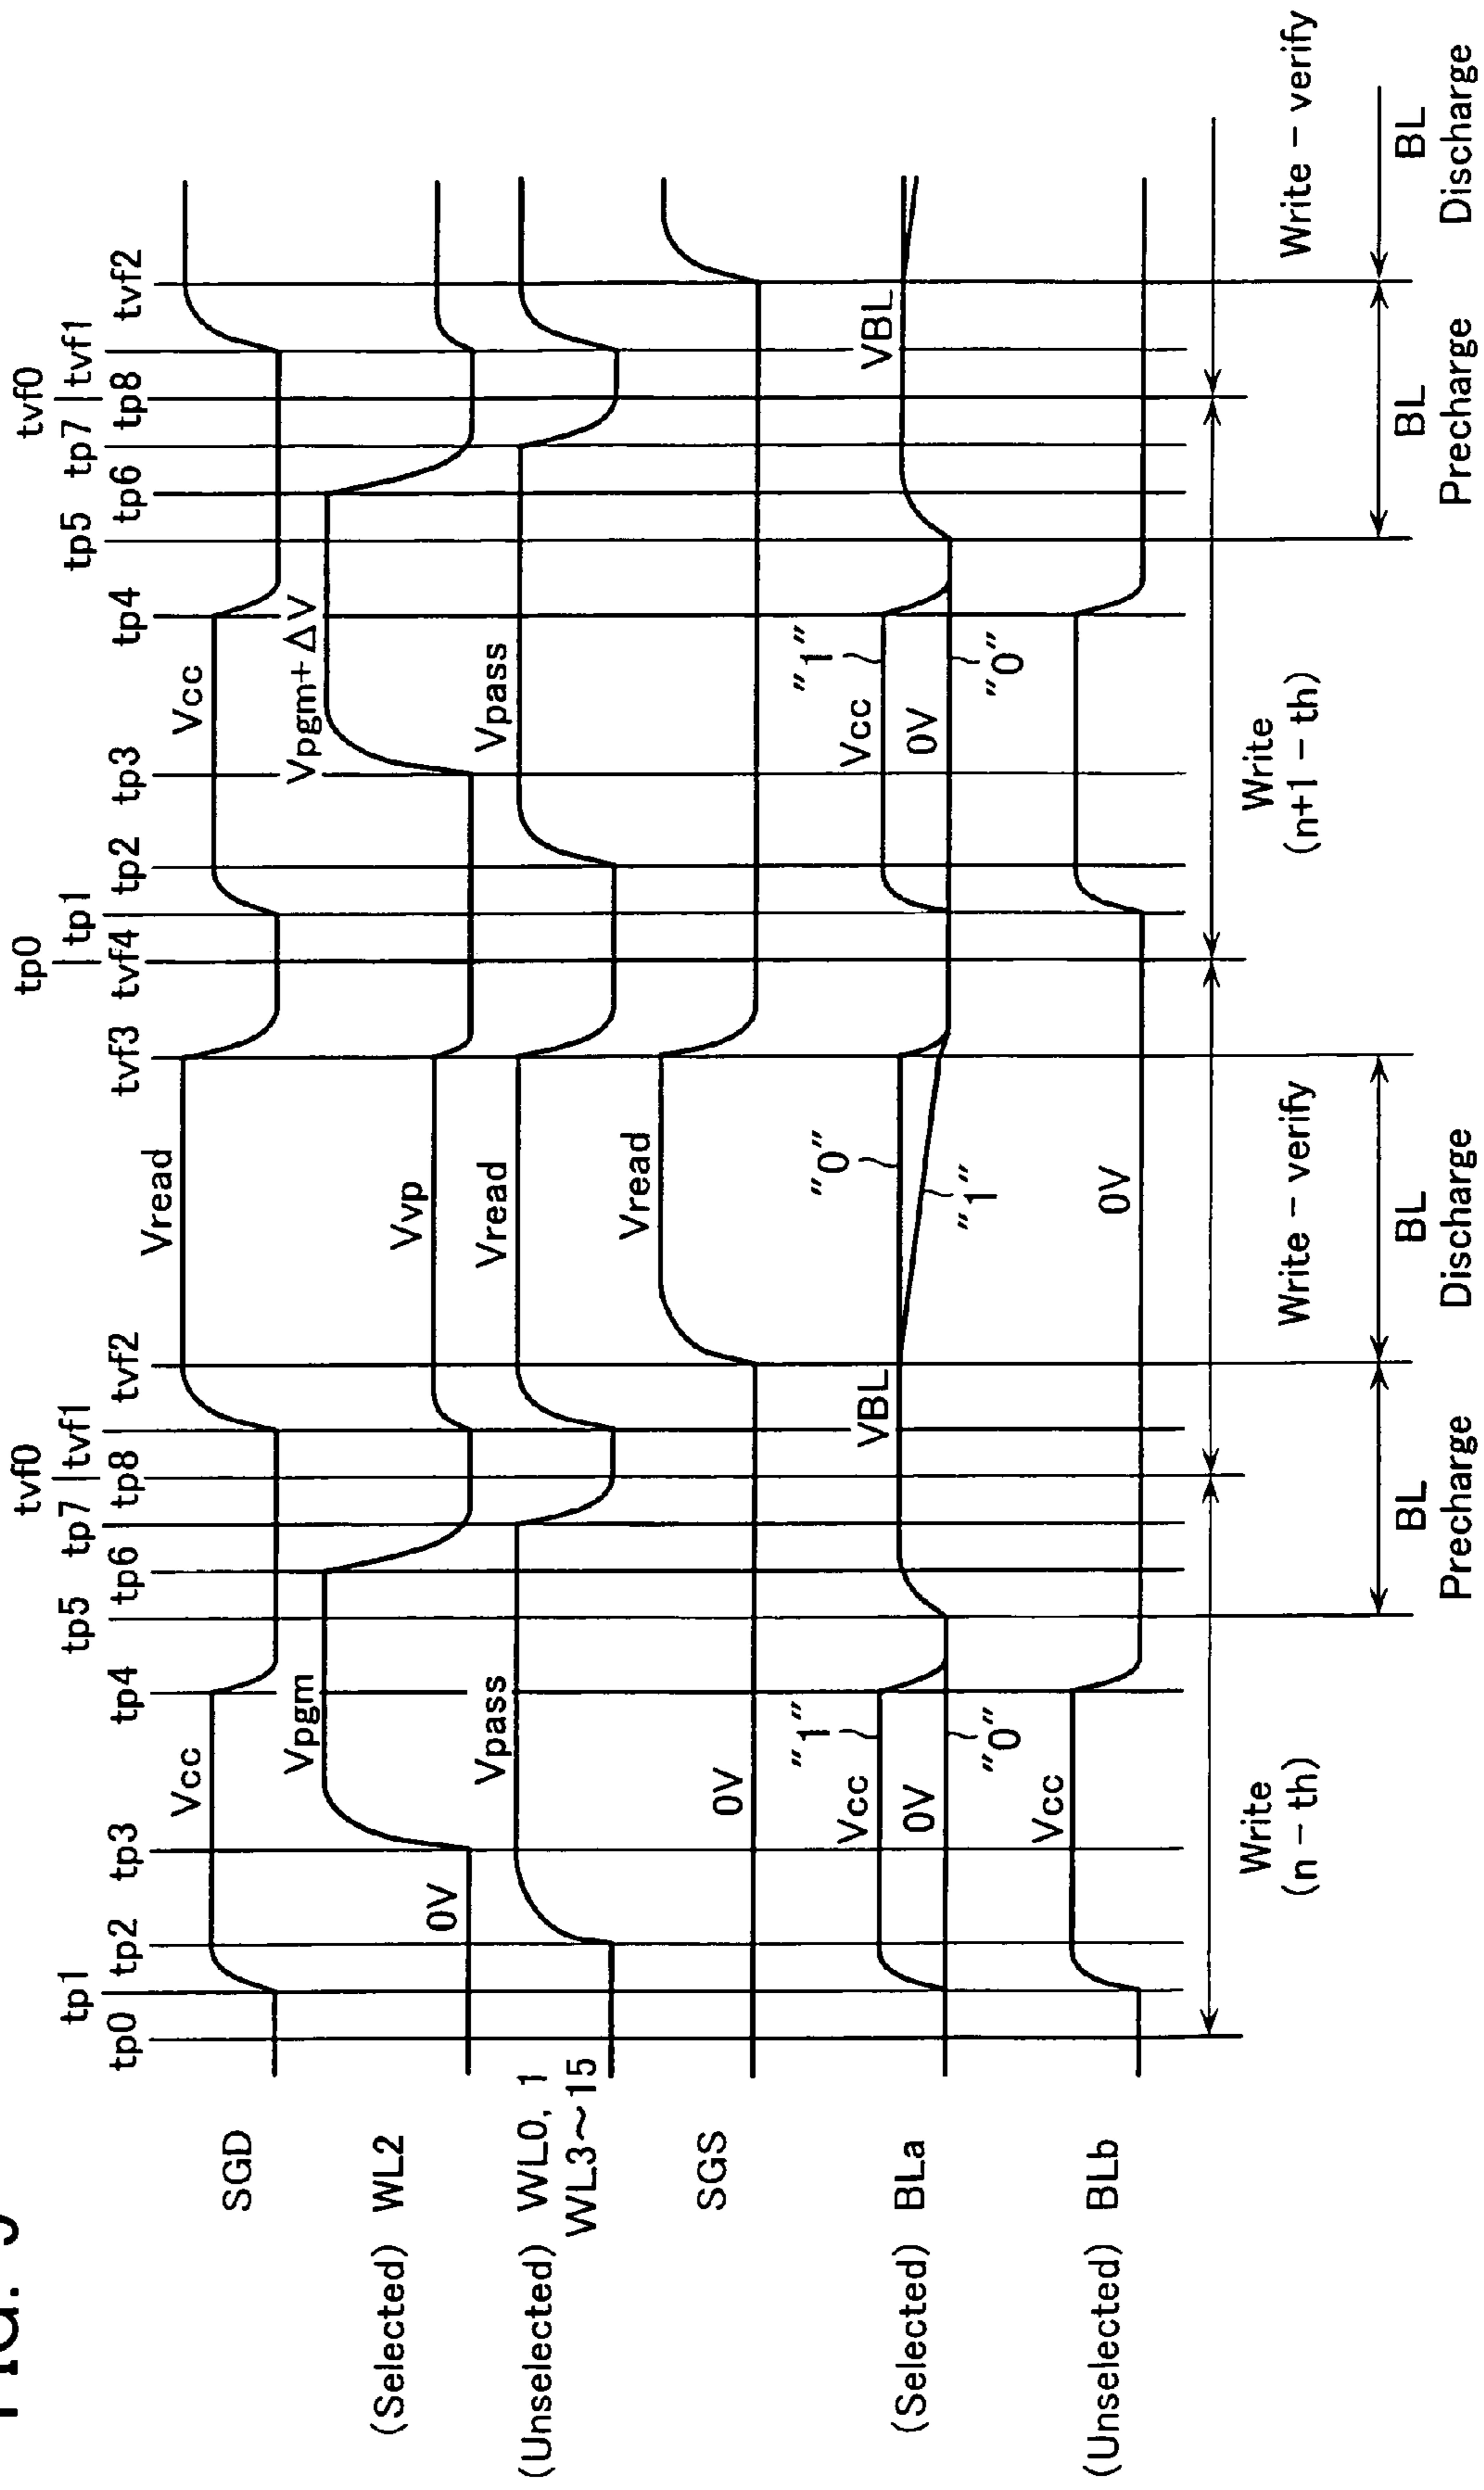 tp0
tp1
tp2
tp3
tp4
tp5
tp6
tp7
tvf0
tp8
tvf1
tvf2
tvf3
tp0
tvf4
tp1
tp2
tp3
tp4
tp5
tp6
tp7
tvf0
tp8
tvf1
tvf2
SGD
Vcc
Vread
Vcc
(Selected) WL2
0V
Vpgm
Vvp
Vpgm+ΔV
(Unselected) WL0, 1
WL3~15
Vpass
Vread
Vpass
SGS
0V
Vread
(Selected) BLa
Vcc
"1"
0V
"0"
VBL
"0"
"1"
Vcc
"1"
0V
"0"
VBL
(Unselected) BLb
Vcc
0V
Write
(n – th)
Write – verify
Write
(n+1 – th)
Write – verify
BL
Precharge
BL
Discharge
BL
Precharge
BL
Discharge